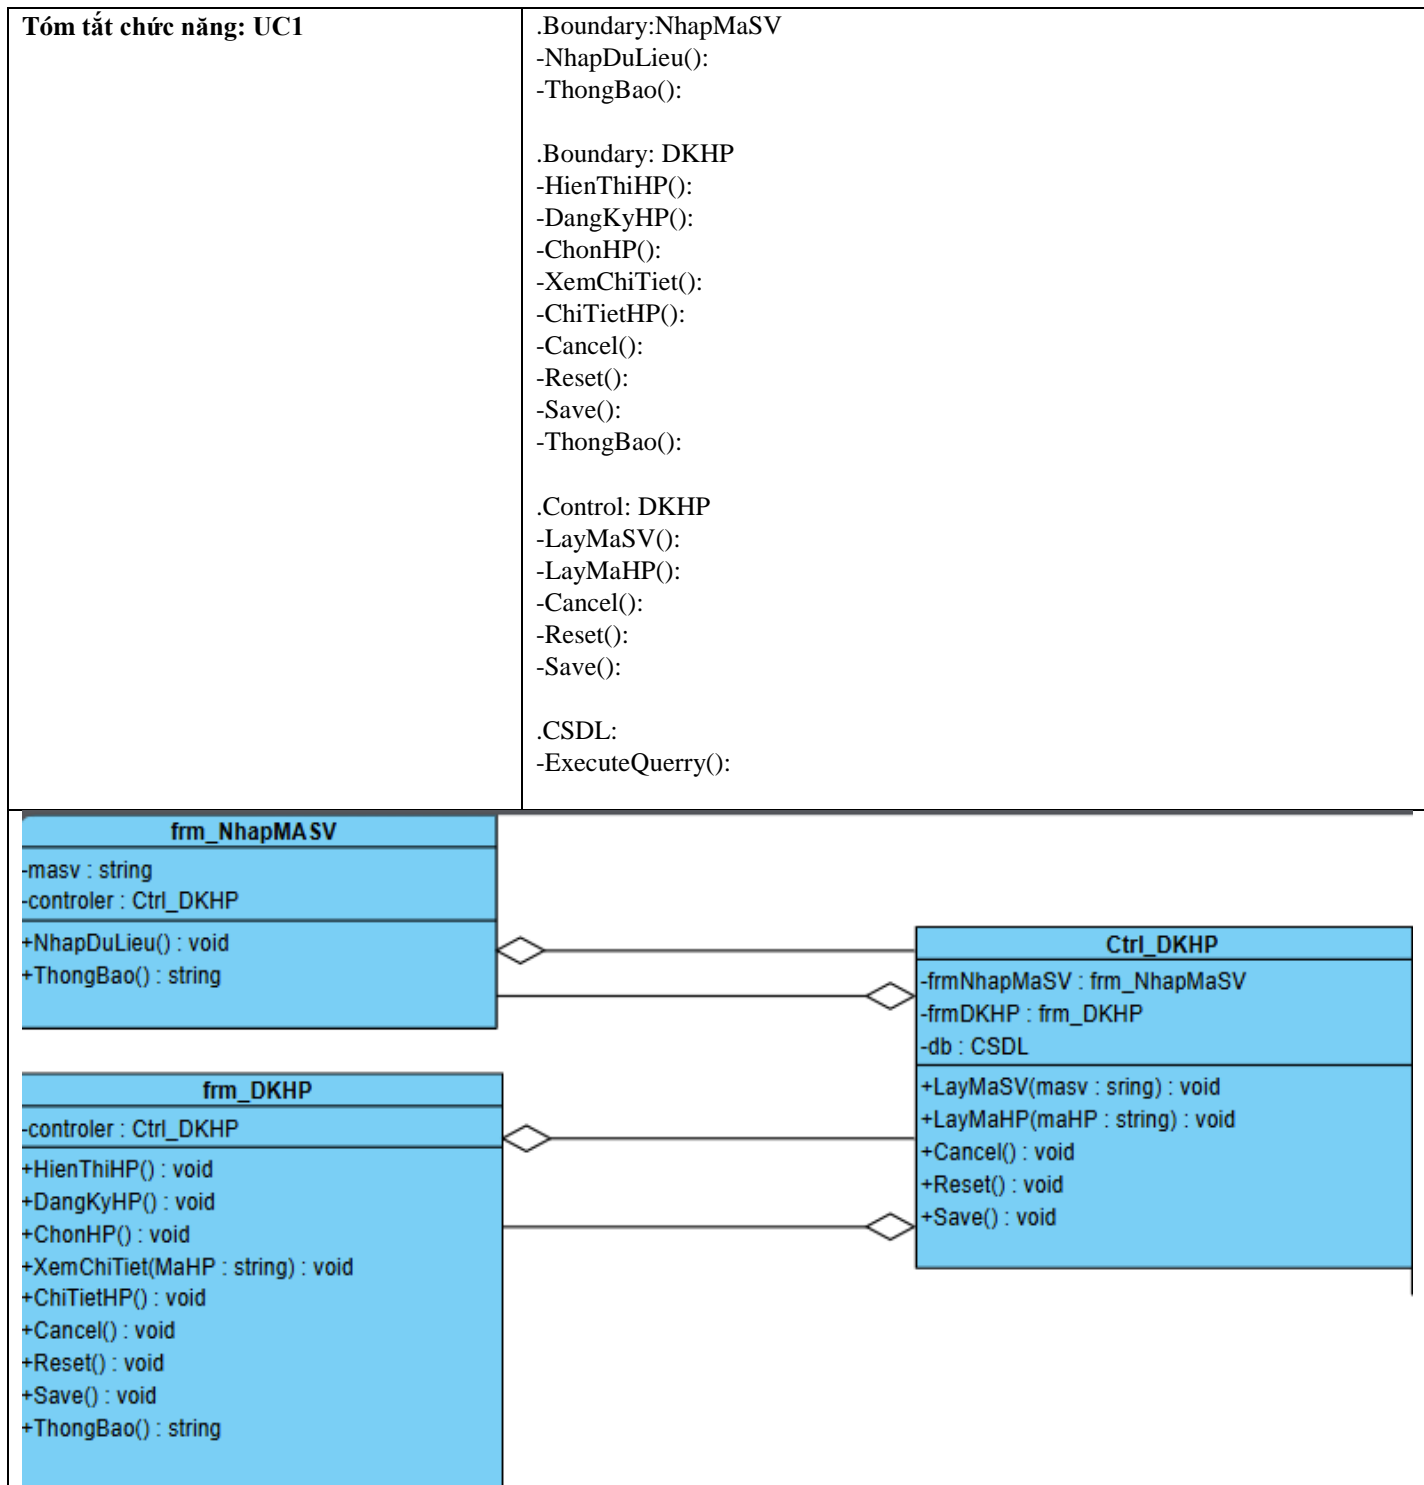 Tóm tắt chức năng: UC1
.Boundary:NhapMaSV
-NhapDuLieu():
-ThongBao():
.Boundary: DKHP
-HienThiHP():
-DangKyHP():
-ChonHP():
-XemChiTiet():
-ChiTietHP():
-Cancel():
-Reset():
-Save():
-ThongBao():
.Control: DKHP
-LayMaSV():
-LayMaHP():
-Cancel():
-Reset():
-Save():
.CSDL:
-ExecuteQuerry():
frm_NhapMASV
-masv : string
-controler : Ctrl_DKHP
+NhapDuLieu() : void
+ThongBao() : string
frm_DKHP
-controler : Ctrl_DKHP
+HienThiHP() : void
+DangKyHP() : void
+ChonHP() : void
+XemChiTiet(MaHP : string) : void
+ChiTietHP() : void
+Cancel() : void
+Reset() : void
+Save() : void
+ThongBao() : string
Ctrl_DKHP
-frmNhapMaSV : frm_NhapMaSV
-frmDKHP : frm_DKHP
-db : CSDL
+LayMaSV(masv : sring) : void
+LayMaHP(maHP : string) : void
+Cancel() : void
+Reset() : void
+Save() : void